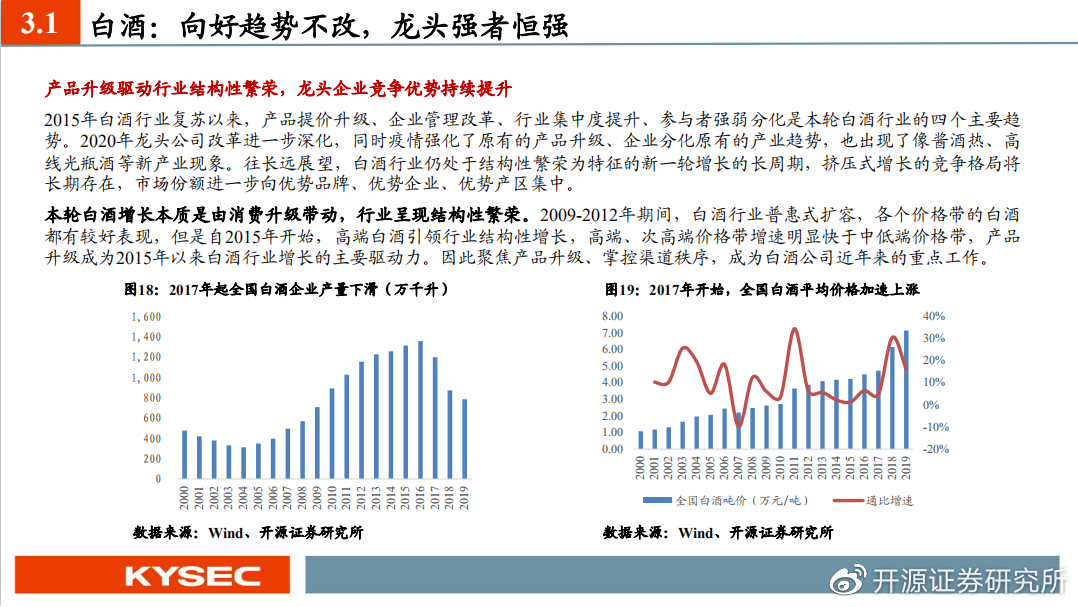 3.1 白酒：向好趋势不改，龙头强者恒强
产品升级驱动行业结构性繁荣，龙头企业竞争优势持续提升
2015年白酒行业复苏以来，产品提价升级、企业管理改革、行业集中度提升、参与者强弱分化是本轮白酒行业的四个主要趋
势。2020年龙头公司改革进一步深化，同时疫情强化了原有的产品升级、企业分化原有的产业趋势，也出现了像酱酒热、高
线光瓶酒等新产业现象。往长远展望，白酒行业仍处于结构性繁荣为特征的新一轮增长的长周期，挤压式增长的竞争格局将
长期存在，市场份额进一步向优势品牌、优势企业、优势产区集中。
本轮白酒增长本质是由消费升级带动，行业呈现结构性繁荣。2009-2012年期间，白酒行业普惠式扩容，各个价格带的白酒
都有较好表现，但是自2015年开始，高端白酒引领行业结构性增长，高端、次高端价格带增速明显快于中低端价格带，产品
升级成为2015年以来白酒行业增长的主要驱动力。因此聚焦产品升级、掌控渠道秩序，成为白酒公司近年来的重点工作。
图18：2017年起全国白酒企业产量下滑（万千升）
1,600
1,400
1,200
1,000
800
600
400
200
0
2000 2001 2002 2003 2004 2005 2006 2007 2008 2009 2010 2011 2012 2013 2014 2015 2016 2017 2018 2019
数据来源：Wind、开源证券研究所
图19：2017年开始，全国白酒平均价格加速上涨
8.00
7.00
6.00
5.00
4.00
3.00
2.00
1.00
0.00
40%
30%
20%
10%
0%
-10%
-20%
2000 2001 2002 2003 2004 2005 2006 2007 2008 2009 2010 2011 2012 2013 2014 2015 2016 2017 2018 2019
全国白酒吨价（万元/吨） 通比增速
数据来源：Wind、开源证券研究所
KYSEC
开源证券研究所